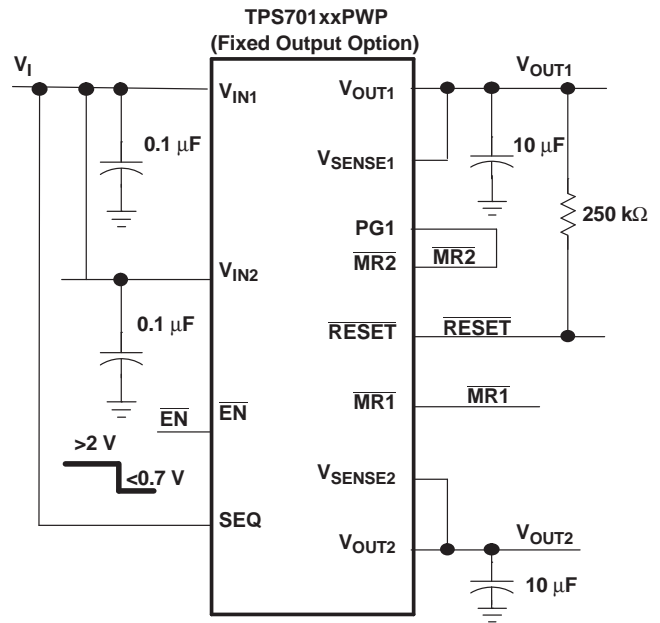 TPS701xxPWP
(Fixed Output Option)
VI
VIN1
VOUT1
VOUT1
0.1 µF
VSENSE1
10 µF
PG1
250 kΩ
MR2
MR2
VIN2
0.1 µF
RESET
RESET
EN
EN
MR1
MR1
>2 V
<0.7 V
VSENSE2
SEQ
VOUT2
VOUT2
10 µF